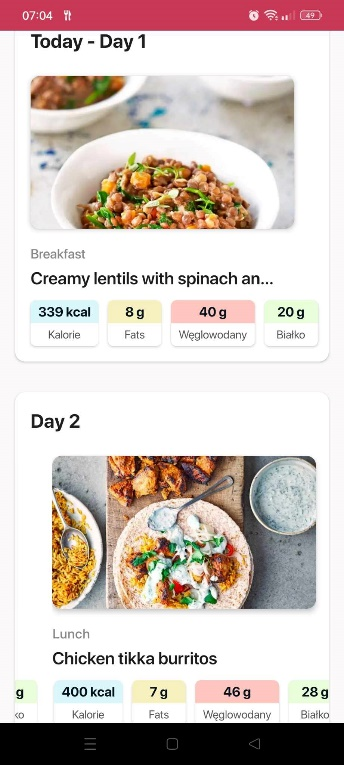 07:04
49
Today - Day 1
Breakfast
Creamy lentils with spinach an...
339 kcal 8 g 40 g 20 g
Kalorie Fats Węglowodany Białko
Day 2
Lunch
Chicken tikka burritos
g 400 kcal 7 g 46 g 28 g
ko Kalorie Fats Węglowodany Białko